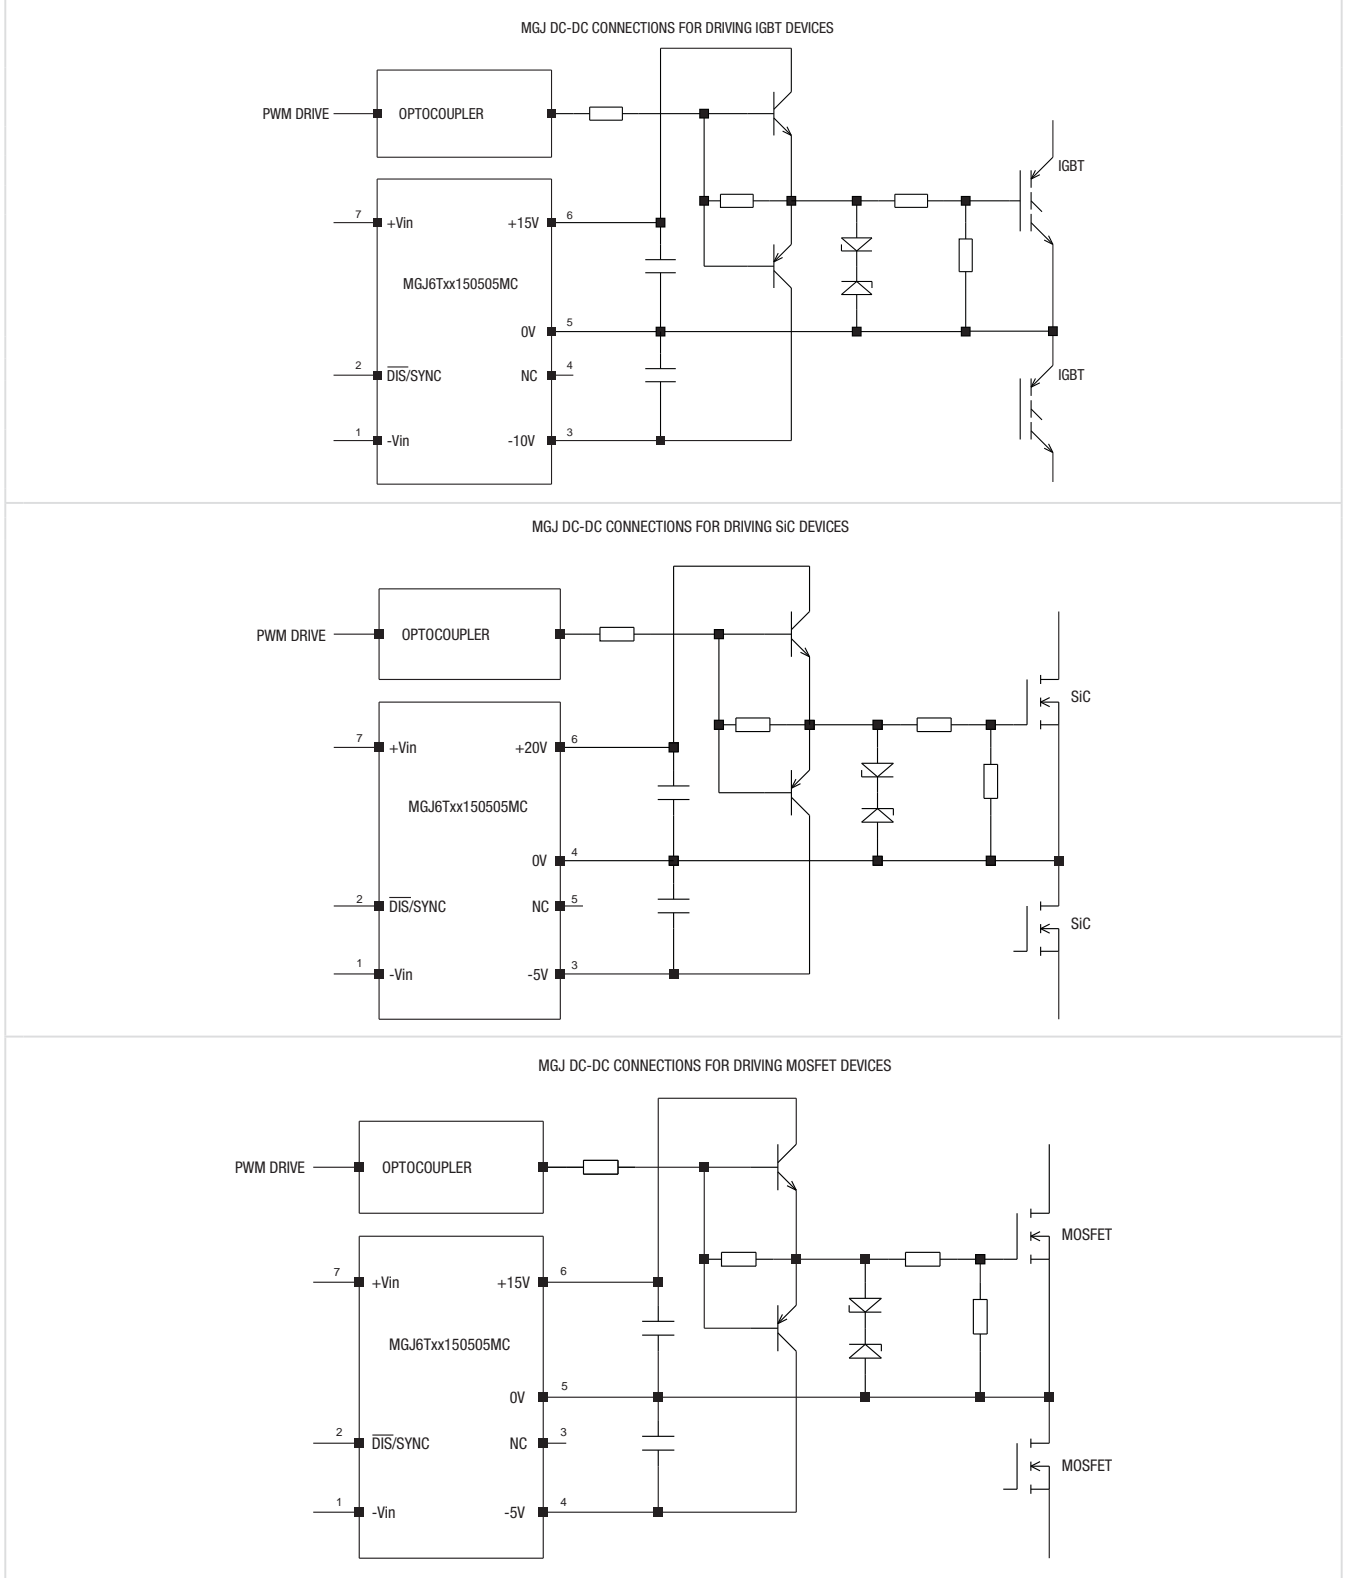 MGJ DC-DC CONNECTIONS FOR DRIVING IGBT DEVICES
PWM DRIVE
OPTOCOUPLER
IGBT
7
+Vin
+15V
6
MGJ6Txx150505MC
0V
5
2
DIS/SYNC
NC
4
IGBT
1
-Vin
-10V
3
MGJ DC-DC CONNECTIONS FOR DRIVING SiC DEVICES
PWM DRIVE
OPTOCOUPLER
SiC
7
+Vin
+20V
6
MGJ6Txx150505MC
0V
4
2
DIS/SYNC
NC
5
SiC
1
-Vin
-5V
3
MGJ DC-DC CONNECTIONS FOR DRIVING MOSFET DEVICES
PWM DRIVE
OPTOCOUPLER
MOSFET
7
+Vin
+15V
6
MGJ6Txx150505MC
0V
5
2
DIS/SYNC
NC
3
MOSFET
1
-Vin
-5V
4